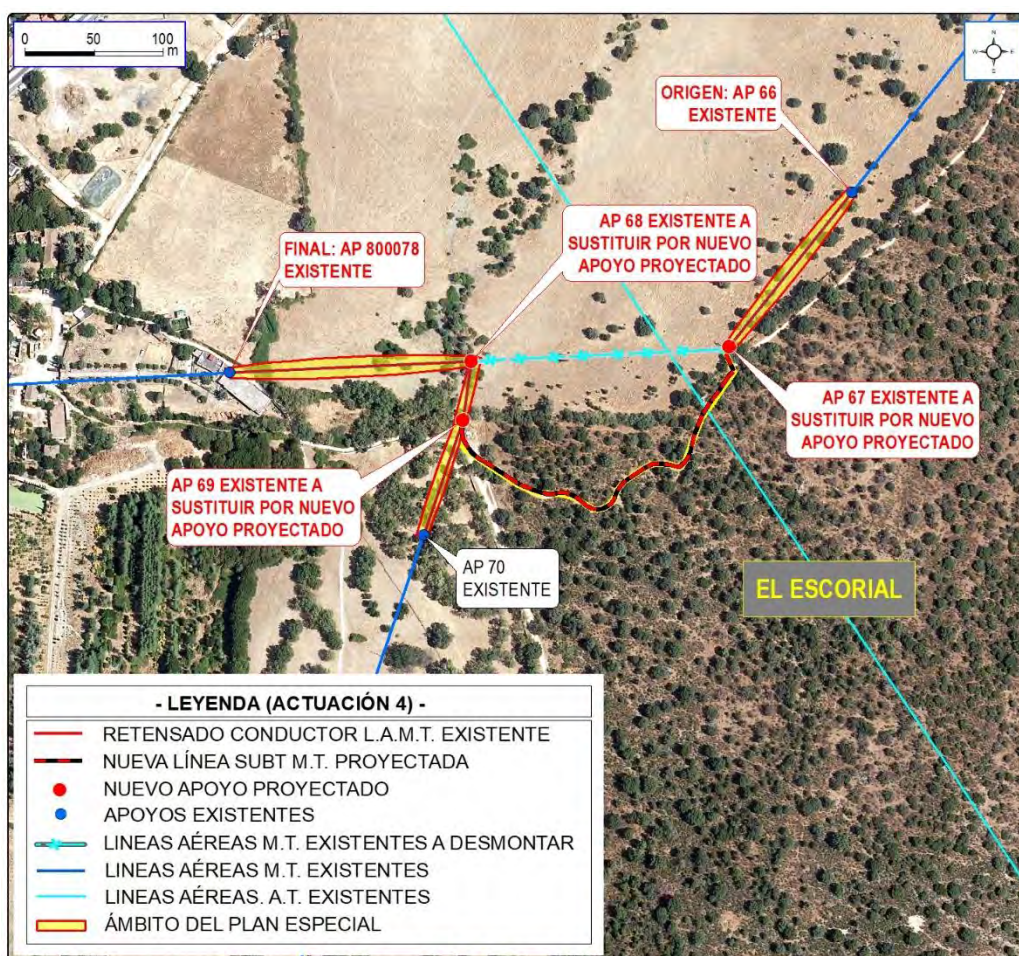 0 50 100
m
N
W E
S
ORIGEN: AP 66
EXISTENTE
AP 68 EXISTENTE A
SUSTITUIR POR NUEVO
APOYO PROYECTADO
FINAL: AP 800078
EXISTENTE
AP 67 EXISTENTE A
SUSTITUIR POR NUEVO
APOYO PROYECTADO
AP 69 EXISTENTE A
SUSTITUIR POR NUEVO
APOYO PROYECTADO
AP 70
EXISTENTE
EL ESCORIAL
- LEYENDA (ACTUACIÓN 4) -
RETENSADO CONDUCTOR L.A.M.T. EXISTENTE
NUEVA LÍNEA SUBT M.T. PROYECTADA
NUEVO APOYO PROYECTADO
APOYOS EXISTENTES
LINEAS AÉREAS M.T. EXISTENTES A DESMONTAR
LINEAS AÉREAS M.T. EXISTENTES
LINEAS AÉREAS. A.T. EXISTENTES
ÁMBITO DEL PLAN ESPECIAL